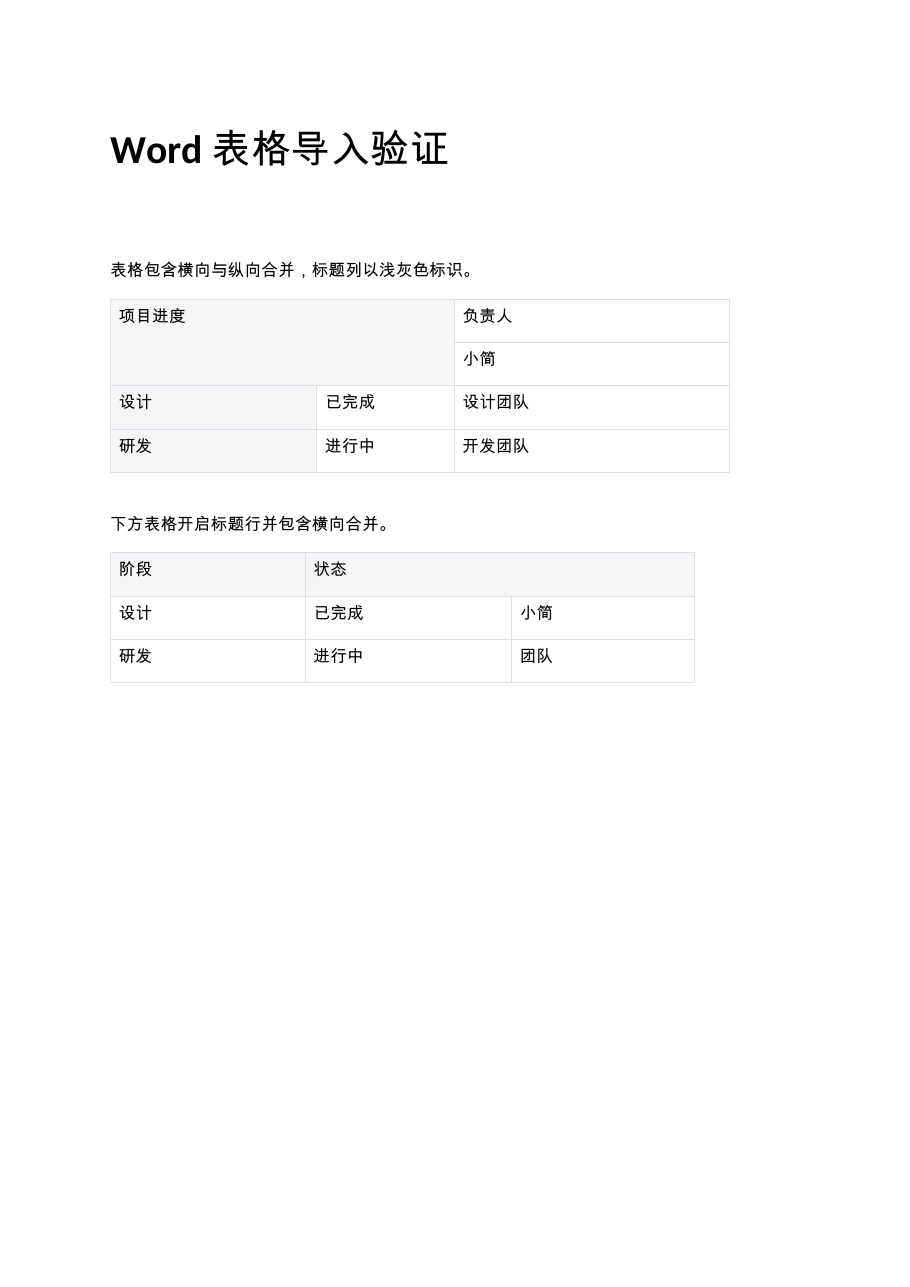 Word 表格导入验证
表格包含横向与纵向合并，标题列以浅灰色标识。
项目进度 负责人
小简
设计 已完成 设计团队
研发 进行中 开发团队
下方表格开启标题行并包含横向合并。
阶段 状态
设计 已完成 小简
研发 进行中 团队